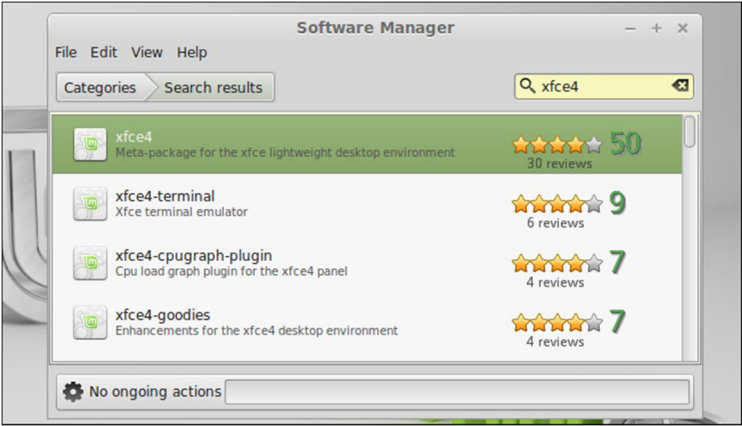 Software Manager
File Edit View Help
Categories Search results xfce4
xfce4
Meta-package for the xfce lightweight desktop environment
50
30 reviews
xfce4-terminal
Xfce terminal emulator
9
6 reviews
xfce4-cpugraph-plugin
Cpu load graph plugin for the xfce4 panel
7
4 reviews
xfce4-goodies
Enhancements for the xfce4 desktop environment
7
4 reviews
No ongoing actions